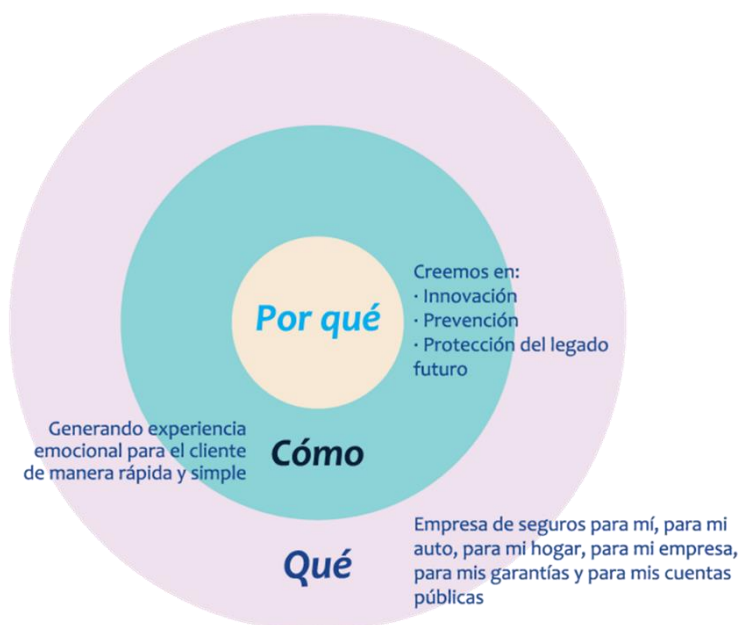 Por qué
Creemos en:
· Innovación
· Prevención
· Protección del legado
futuro
Generando experiencia
emocional para el cliente
de manera rápida y simple
Cómo
Qué
Empresa de seguros para mí, para mi
auto, para mi hogar, para mi empresa,
para mis garantías y para mis cuentas
públicas